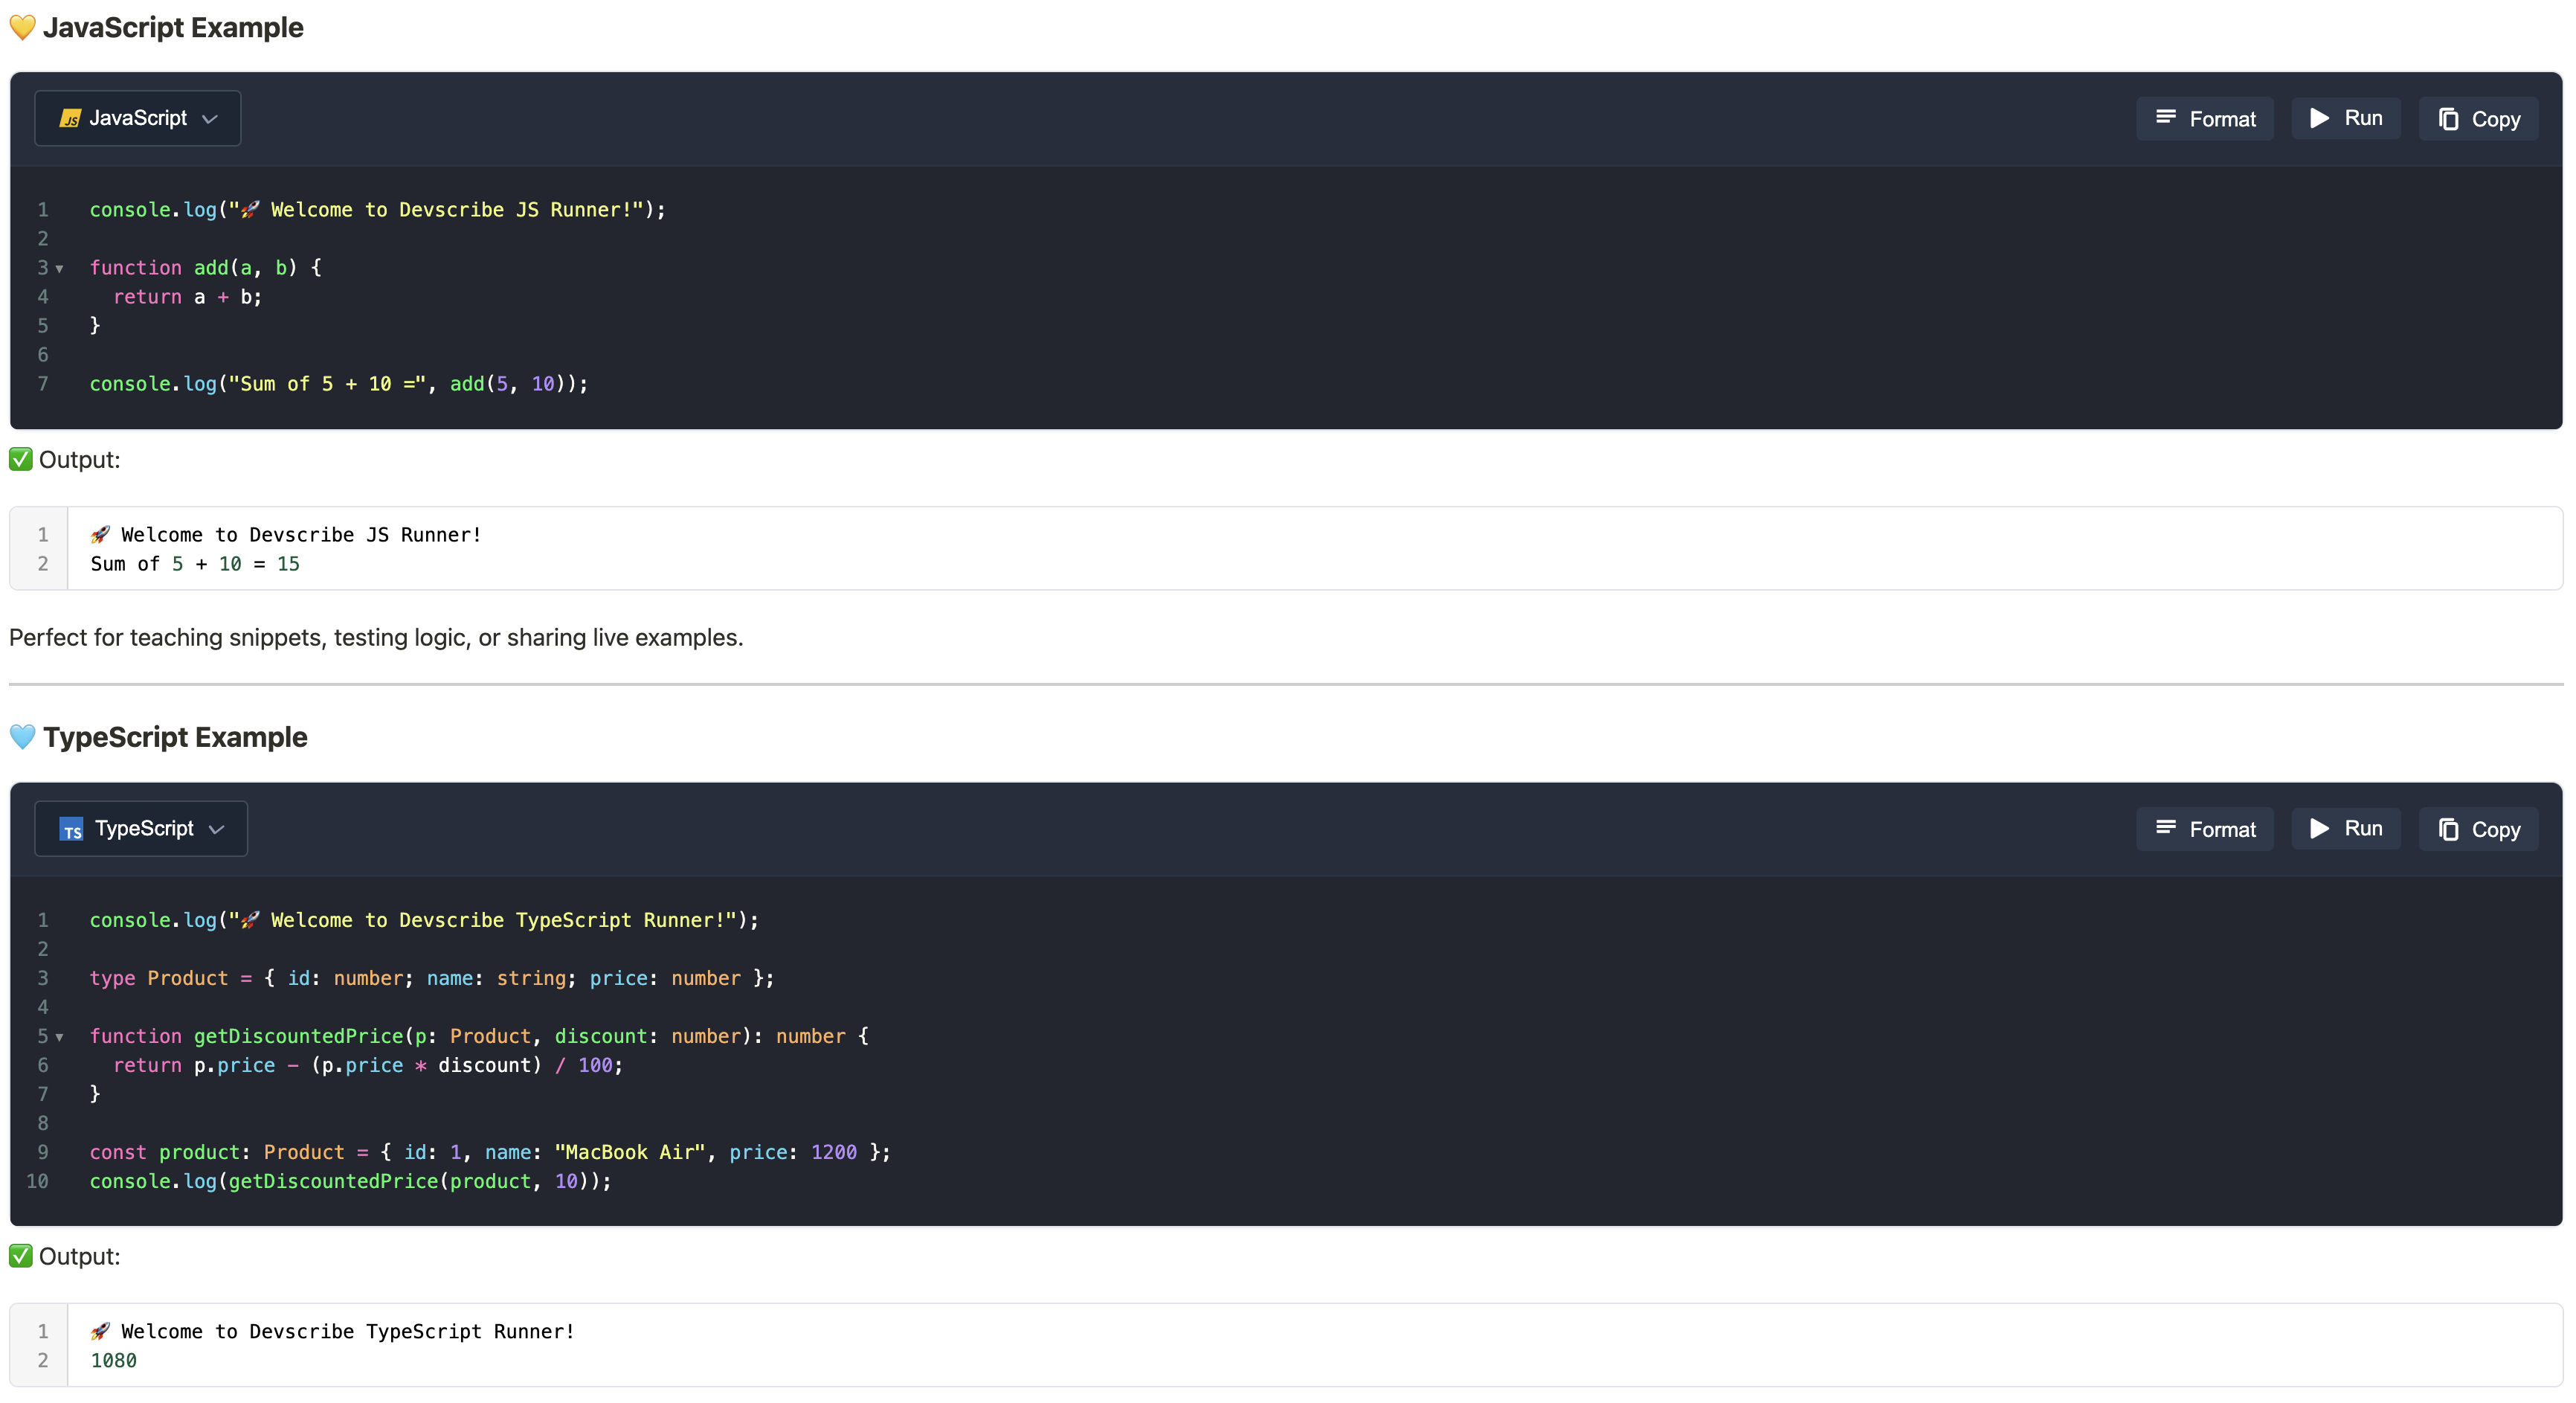 💛 JavaScript Example
JS JavaScript
Format
Run
Copy
1 console.log("🚀 Welcome to Devscribe JS Runner!");
2
3 function add(a, b) {
4   return a + b;
5 }
6
7 console.log("Sum of 5 + 10 =", add(5, 10));
✅ Output:
1 🚀 Welcome to Devscribe JS Runner!
2 Sum of 5 + 10 = 15
Perfect for teaching snippets, testing logic, or sharing live examples.
🩵 TypeScript Example
TS TypeScript
Format
Run
Copy
1 console.log("🚀 Welcome to Devscribe TypeScript Runner!");
2
3 type Product = { id: number; name: string; price: number };
4
5 function getDiscountedPrice(p: Product, discount: number): number {
6   return p.price - (p.price * discount) / 100;
7 }
8
9 const product: Product = { id: 1, name: "MacBook Air", price: 1200 };
10 console.log(getDiscountedPrice(product, 10));
✅ Output:
1 🚀 Welcome to Devscribe TypeScript Runner!
2 1080